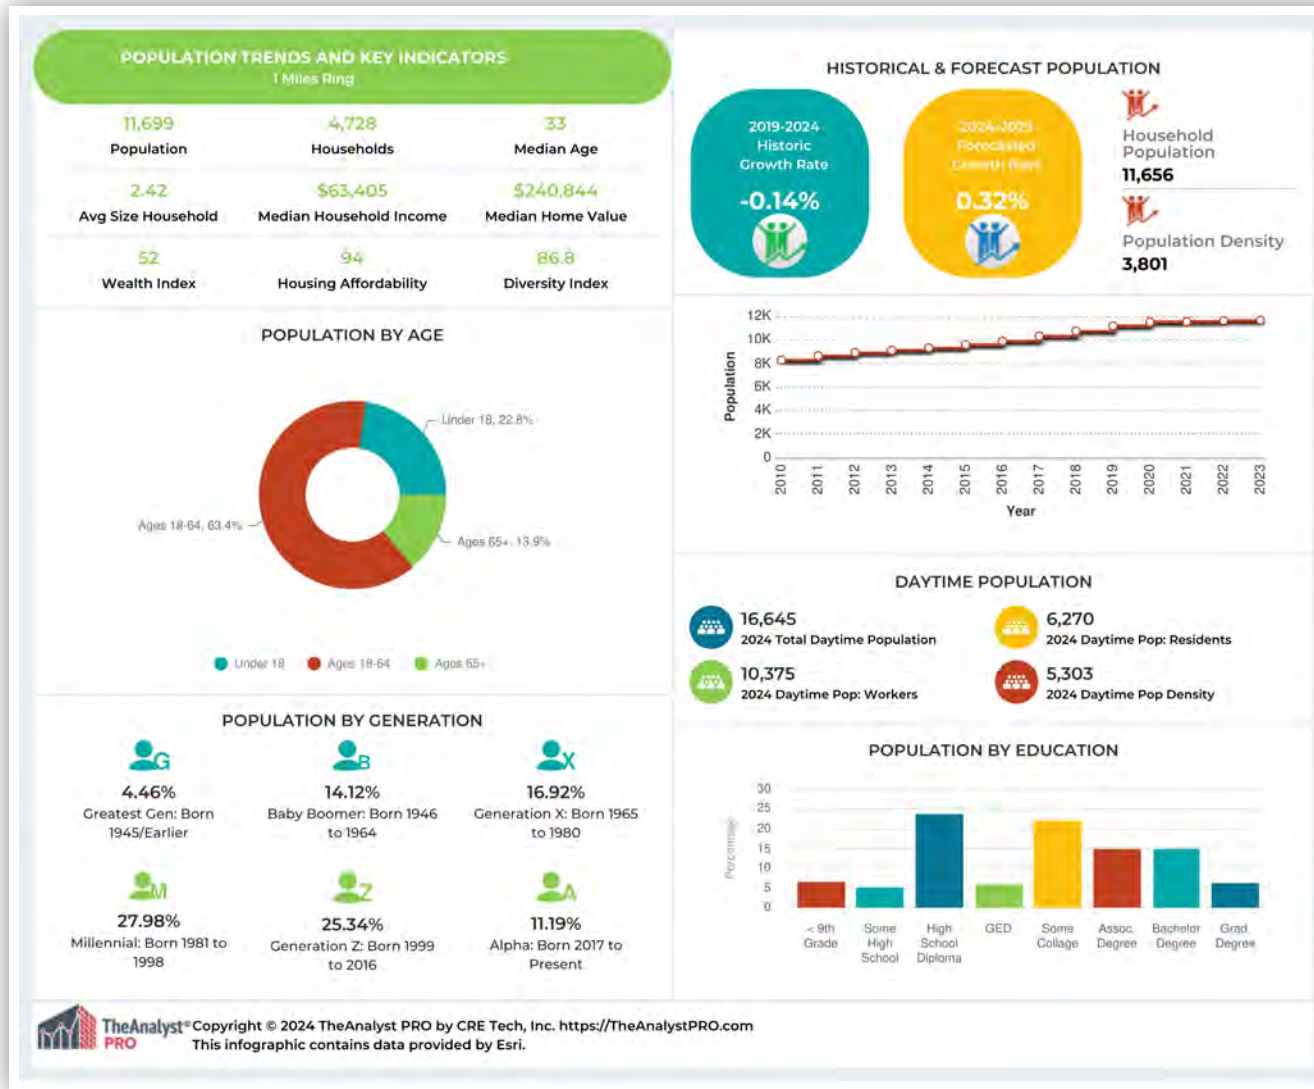 POPULATION TRENDS AND KEY INDICATORS
1 Miles Ring
11,699
Population
4,728
Households
33
Median Age
2.42
Avg Size Household
$63,405
Median Household Income
$240,844
Median Home Value
52
Wealth Index
94
Housing Affordability
86.8
Diversity Index
POPULATION BY AGE
Under 18, 22.8%
Ages 18-64, 63.4%
Ages 65+, 13.9%
Under 18
Ages 18-64
Ages 65+
POPULATION BY GENERATION
G
4.46%
Greatest Gen: Born
1945/Earlier
B
14.12%
Baby Boomer: Born 1946
to 1964
X
16.92%
Generation X: Born 1965
to 1980
M
27.98%
Millennial: Born 1981 to
1998
Z
25.34%
Generation Z: Born 1999
to 2016
A
11.19%
Alpha: Born 2017 to
Present
HISTORICAL & FORECAST POPULATION
2019-2024
Historic
Growth Rate
-0.14%
2024-2029
Forecasted
Growth Rate
0.32%
Household
Population
11,656
Population Density
3,801
12K
10K
8K
6K
4K
2K
0
Population
2010
2011
2012
2013
2014
2015
2016
2017
2018
2019
2020
2021
2022
2023
Year
DAYTIME POPULATION
16,645
2024 Total Daytime Population
6,270
2024 Daytime Pop: Residents
10,375
2024 Daytime Pop: Workers
5,303
2024 Daytime Pop Density
POPULATION BY EDUCATION
30
25
20
15
10
5
0
Percentage
< 9th
Grade
Some
High
School
High
School
Diploma
GED
Some
Collage
Assoc.
Degree
Bachelor
Degree
Grad.
Degree
TheAnalyst®
PRO
Copyright © 2024 TheAnalyst PRO by CRE Tech, Inc. https://TheAnalystPRO.com
This infographic contains data provided by Esri.